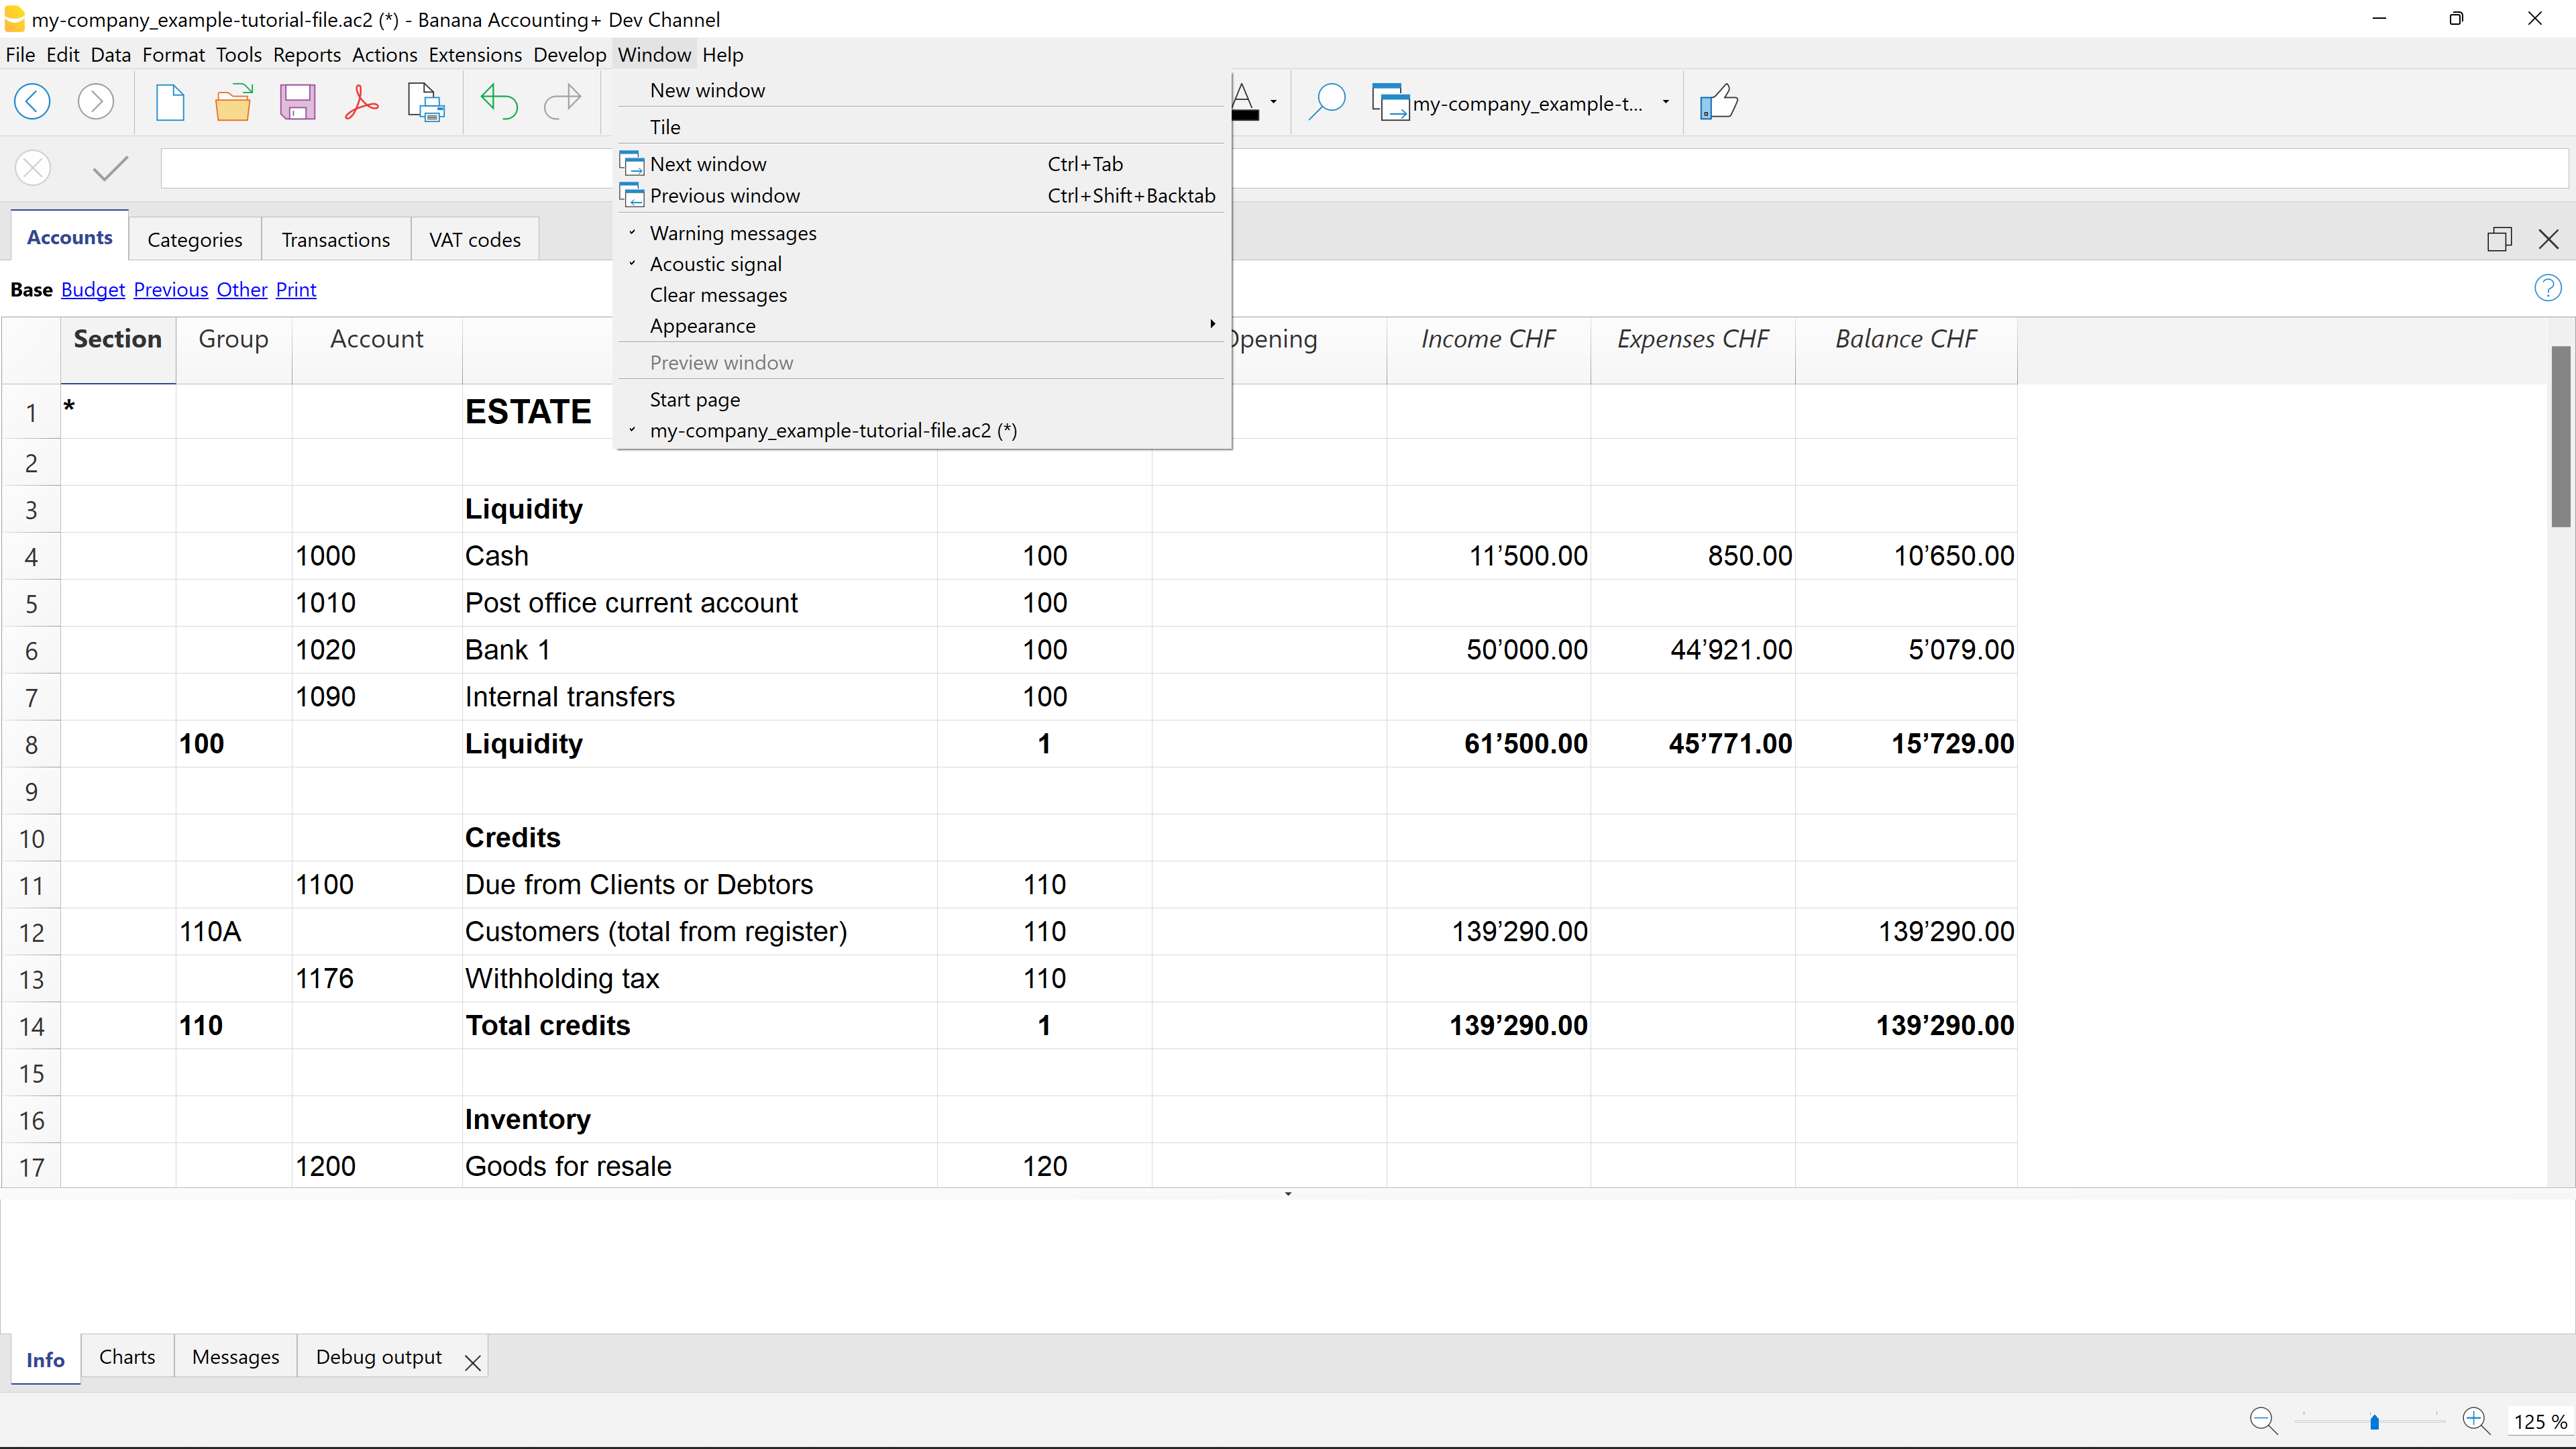 my-company_example-tutorial-file.ac2 (*) - Banana Accounting+ Dev Channel
File Edit Data Format Tools Reports Actions Extensions Develop Window Help
my-company_example-t...
New window
Tile
Next window Ctrl+Tab
Previous window Ctrl+Shift+Backtab
Warning messages
Acoustic signal
Clear messages
Appearance
Preview window
Start page
my-company_example-tutorial-file.ac2 (*)
Accounts Categories Transactions VAT codes
Base Budget Previous Other Print
Section Group Account Opening Income CHF Expenses CHF Balance CHF
1 * ESTATE
2
3 Liquidity
4 1000 Cash 100 11’500.00 850.00 10’650.00
5 1010 Post office current account 100
6 1020 Bank 1 100 50’000.00 44’921.00 5’079.00
7 1090 Internal transfers 100
8 100 Liquidity 1 61’500.00 45’771.00 15’729.00
9
10 Credits
11 1100 Due from Clients or Debtors 110
12 110A Customers (total from register) 110 139’290.00 139’290.00
13 1176 Withholding tax 110
14 110 Total credits 1 139’290.00 139’290.00
15
16 Inventory
17 1200 Goods for resale 120
Info Charts Messages Debug output
125 %